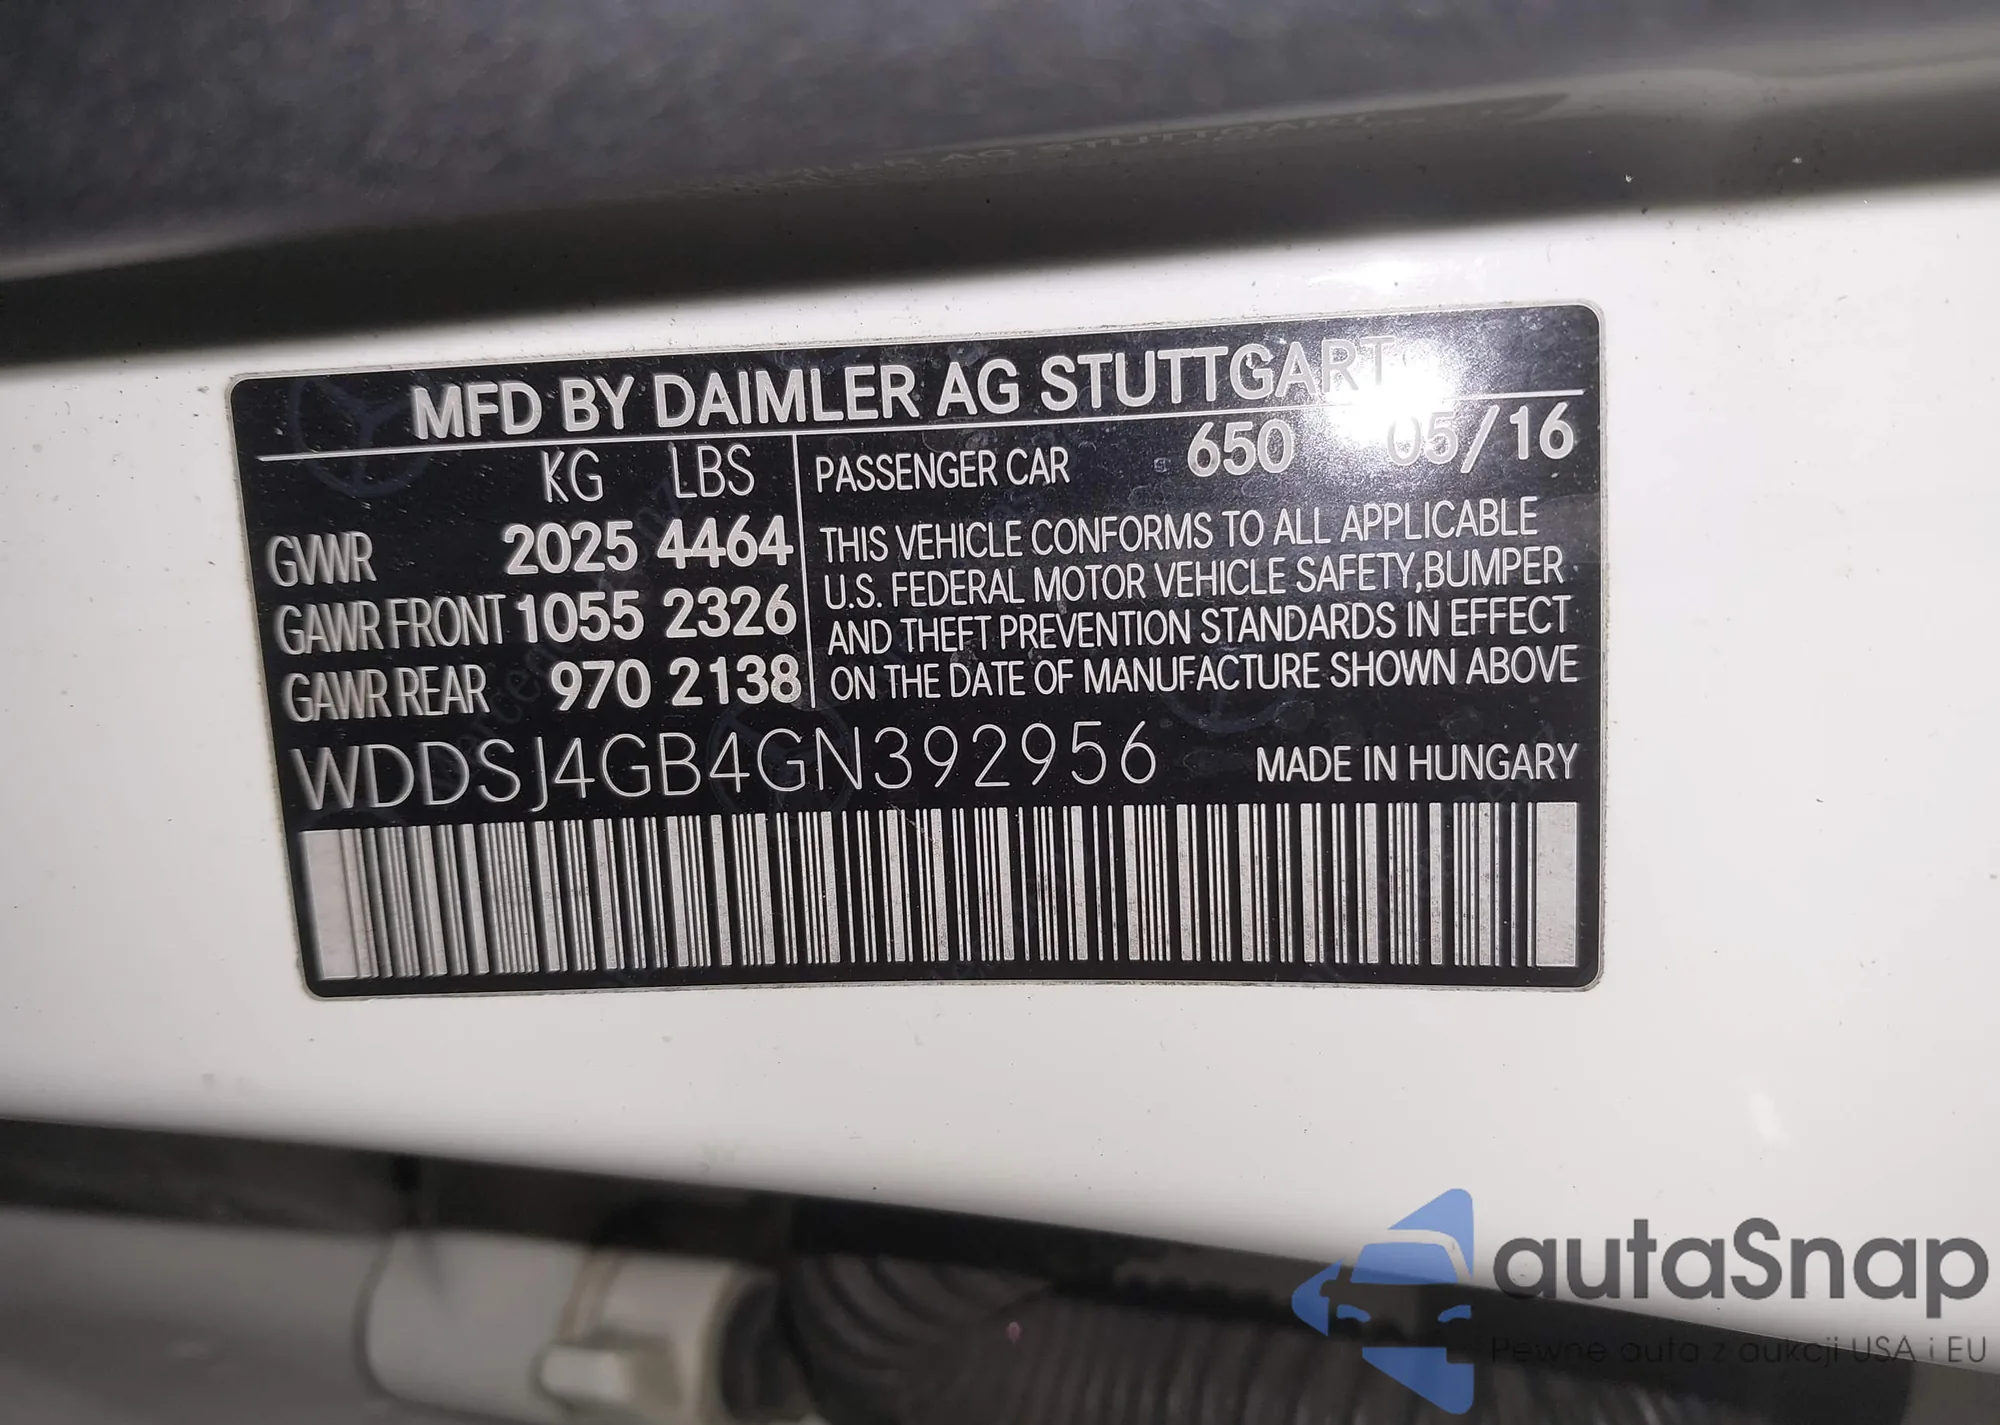 MFD BY DAIMLER AG STUTTGART
KG LBS
GVWR 2025 4464
GAWR FRONT 1055 2326
GAWR REAR 970 2138
PASSENGER CAR 650 05/16
THIS VEHICLE CONFORMS TO ALL APPLICABLE
U.S. FEDERAL MOTOR VEHICLE SAFETY, BUMPER
AND THEFT PREVENTION STANDARDS IN EFFECT
ON THE DATE OF MANUFACTURE SHOWN ABOVE
WDDSJ4GB4GN392956 MADE IN HUNGARY
autaSnap
Pewne auta z aukcji USA i EU